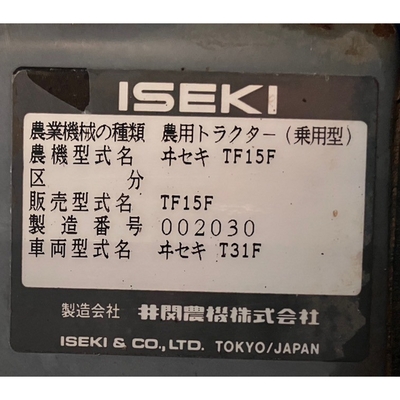 ISEKI
農業機械の種類 農用トラクター(乗用型)
農機型式名 ヰセキ TF15F
区分
販売型式名 TF15F
製造番号 002030
車両型式名 ヰセキ T31F
製造会社 井関農機株式会社
ISEKI & CO., LTD. TOKYO/JAPAN